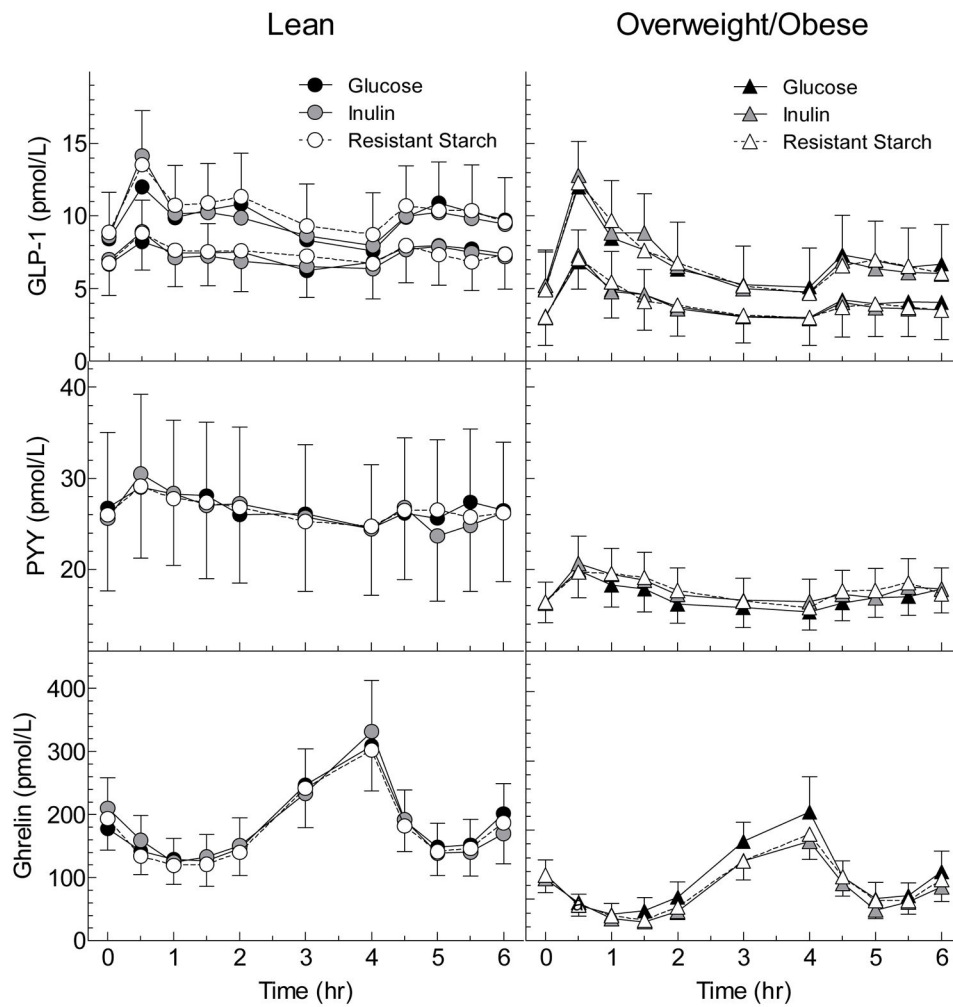 Lean
Overweight/Obese
Glucose
Inulin
Resistant Starch
Glucose
Inulin
Resistant Starch
GLP-1 (pmol/L)
15
10
5
0
PYY (pmol/L)
40
30
20
Ghrelin (pmol/L)
400
300
200
100
0
a
0 1 2 3 4 5 6
0 1 2 3 4 5 6
Time (hr)
Time (hr)